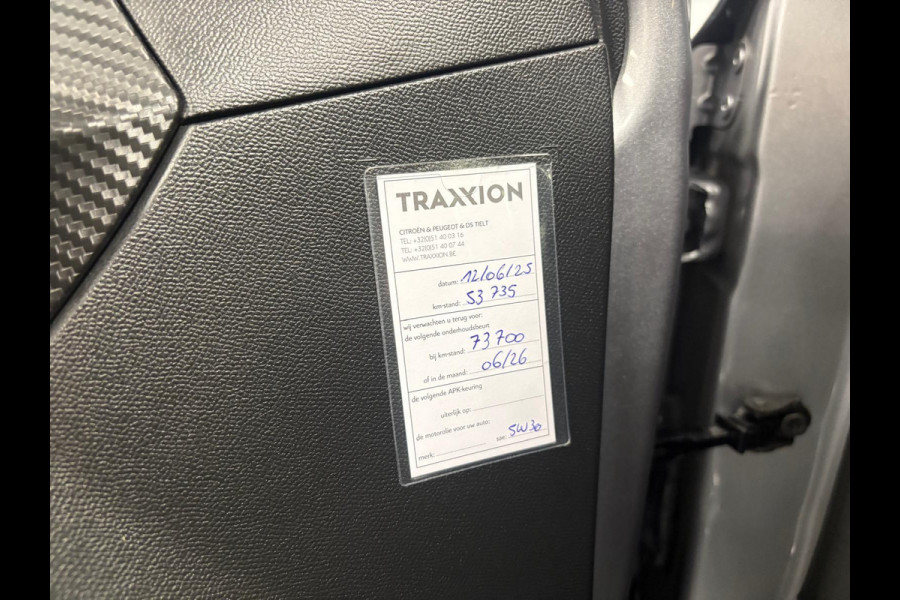 TRAXXION
CITROËN & PEUGEOT & DS TIELT
TEL: +32(0)51 40 03 16
TEL: +32(0)51 40 07 44
WWW.TRAXXION.BE
datum: 12/06/25
km-stand: 53 735
wij verwachten u terug voor:
de volgende onderhoudsbeurt
bij km-stand: 73 700
of in de maand: 06/26
de volgende APK-keuring
uiterlijk op:
de motorolie voor uw auto:
merk: sae: 5W30